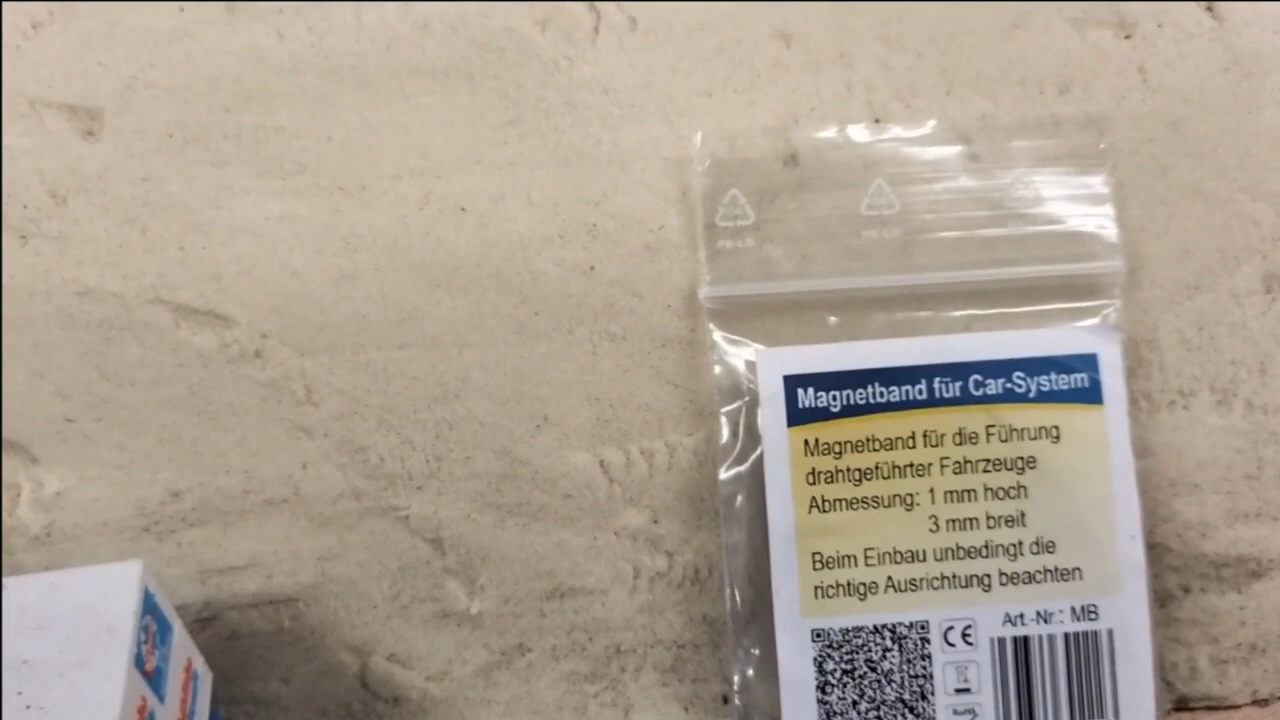 PE-LD
PE-LD
Magnetband für Car-System
Magnetband für die Führung
drahtgeführter Fahrzeuge
Abmessung: 1 mm hoch
3 mm breit
Beim Einbau unbedingt die
richtige Ausrichtung beachten
Art.-Nr.: MB
CE
RoHS